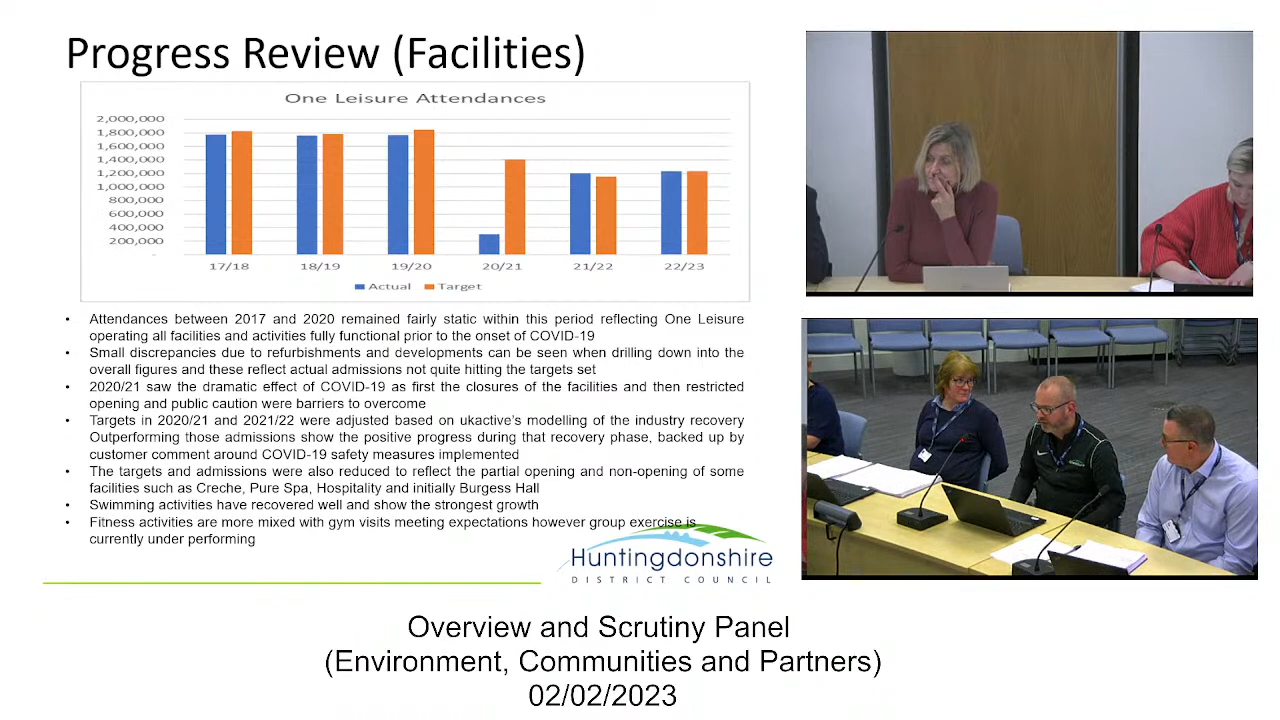 Progress Review (Facilities)
One Leisure Attendances
2,000,000
1,800,000
1,600,000
1,400,000
1,200,000
1,000,000
800,000
600,000
400,000
200,000
-
17/18 18/19 19/20 20/21 21/22 22/23
Actual Target
• Attendances between 2017 and 2020 remained fairly static within this period reflecting One Leisure
operating all facilities and activities fully functional prior to the onset of COVID-19
• Small discrepancies due to refurbishments and developments can be seen when drilling down into the
overall figures and these reflect actual admissions not quite hitting the targets set
• 2020/21 saw the dramatic effect of COVID-19 as first the closures of the facilities and then restricted
opening and public caution were barriers to overcome
• Targets in 2020/21 and 2021/22 were adjusted based on ukactive's modelling of the industry recovery
Outperforming those admissions show the positive progress during that recovery phase, backed up by
customer comment around COVID-19 safety measures implemented
• The targets and admissions were also reduced to reflect the partial opening and non-opening of some
facilities such as Creche, Pure Spa, Hospitality and initially Burgess Hall
• Swimming activities have recovered well and show the strongest growth
• Fitness activities are more mixed with gym visits meeting expectations however group exercise is
currently under performing
Huntingdonshire
DISTRICT COUNCIL
Overview and Scrutiny Panel
(Environment, Communities and Partners)
02/02/2023